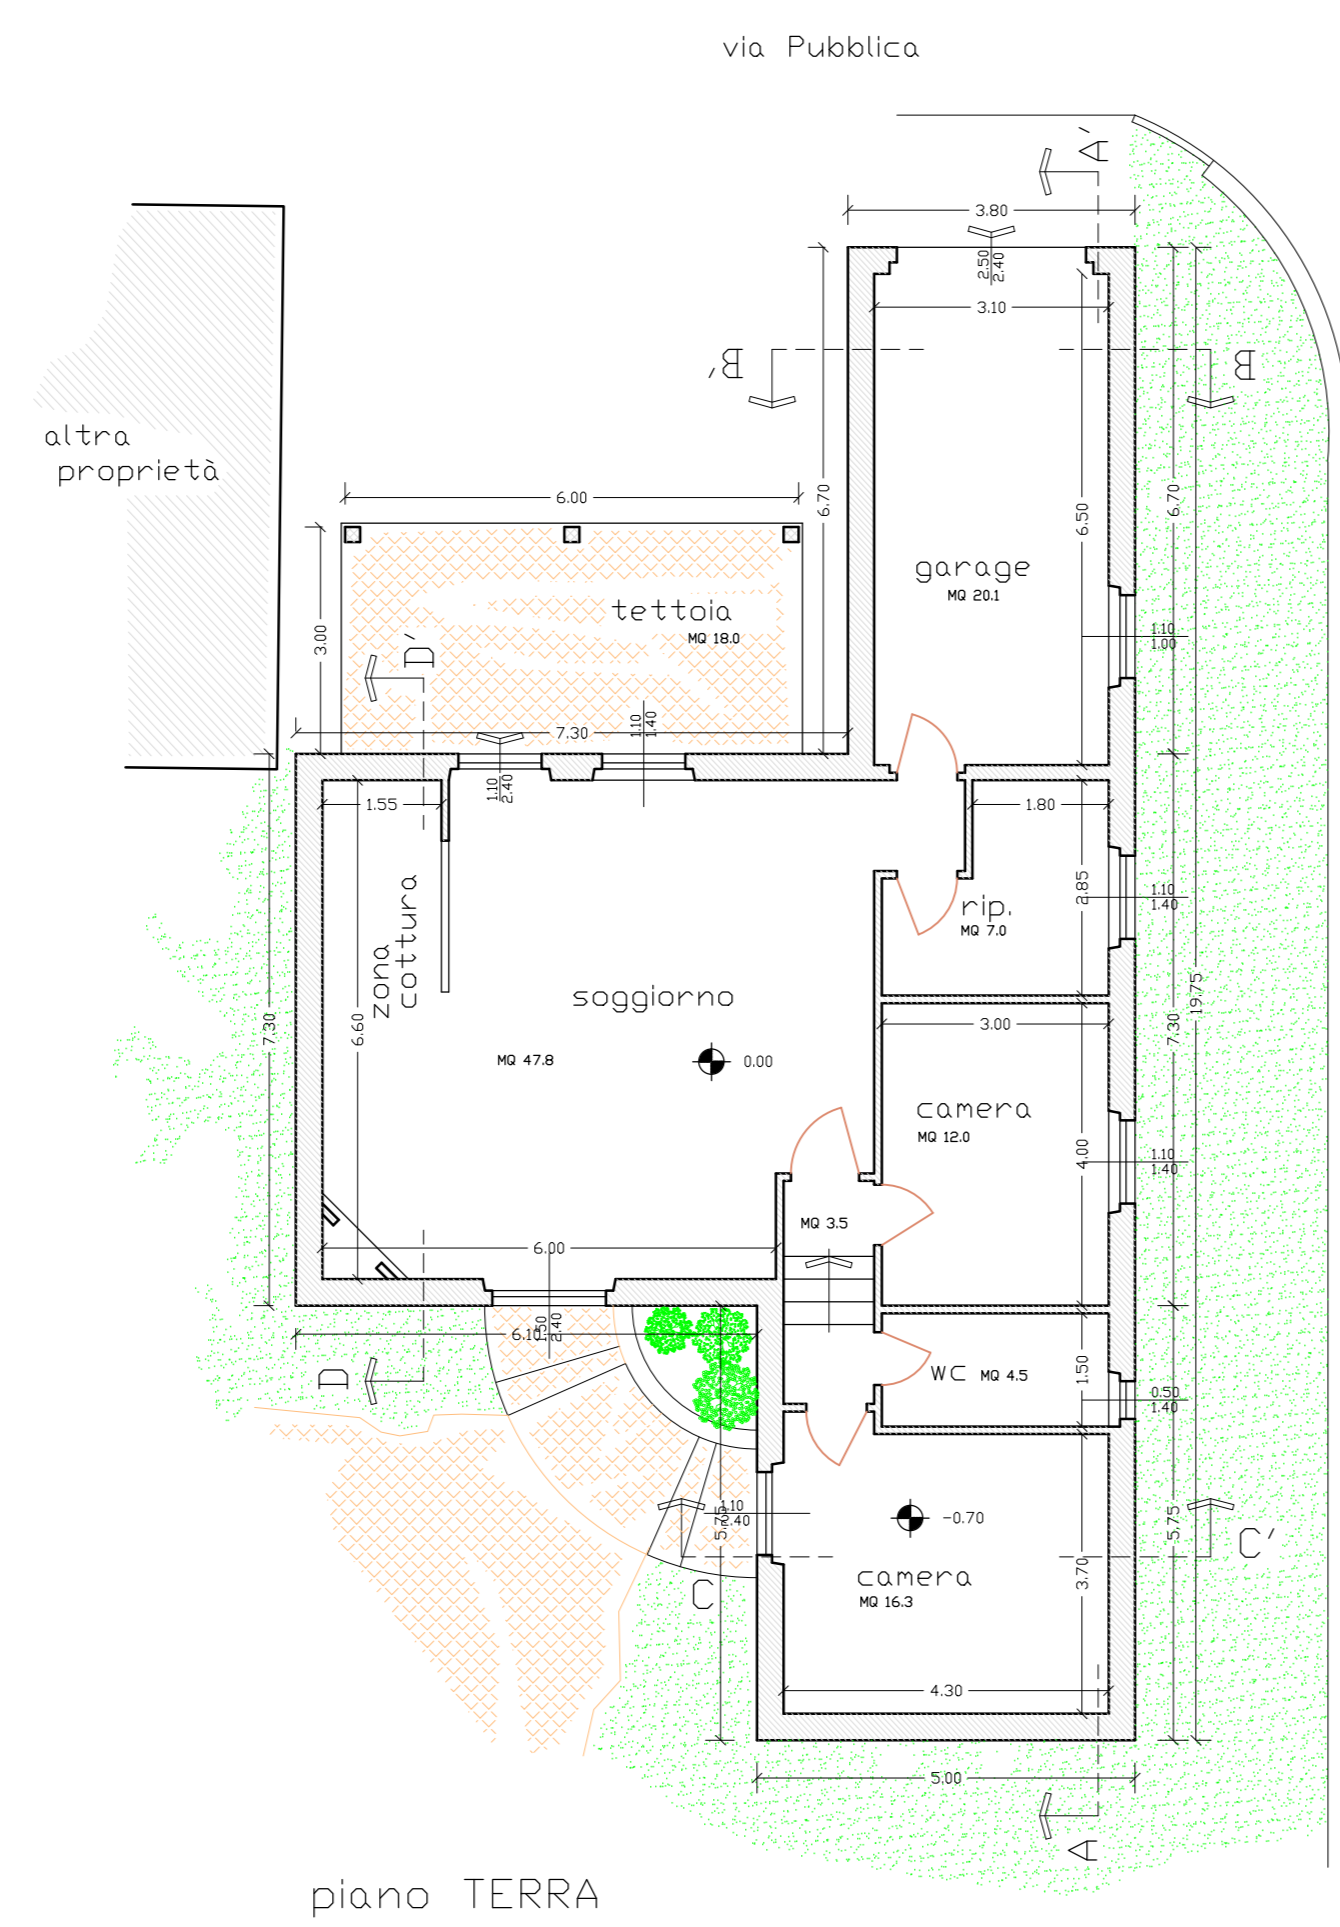 via Pubblica
A'
3.80
2.50
2.40
3.10
B'
B
altra
proprietà
6.00
6.70
6.50
6.70
garage
MQ 20.1
tettoia
MQ 18.0
3.00
D'
1.10
1.00
7.30
1.10
1.40
1.10
2.40
1.55
1.80
zona
cottura
2.85
1.10
1.40
rip.
MQ 7.0
soggiorno
19.75
7.30
6.60
3.00
7.30
MQ 47.8
0.00
camera
MQ 12.0
4.00
1.10
1.40
MQ 3.5
6.00
6.10
1.50
2.40
D
WC
MQ 4.5
1.50
0.50
1.40
1.10
2.40
5.75
-0.70
5.75
C'
C
camera
MQ 16.3
3.70
4.30
5.00
A
piano TERRA